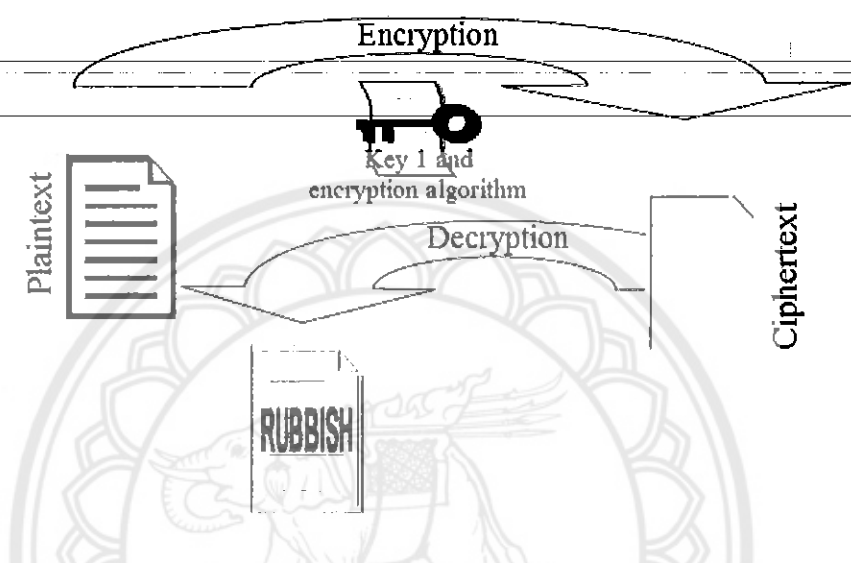 Encryption
Key 1 and
encryption algorithm
Plaintext
Decryption
Ciphertext
RUBBISH